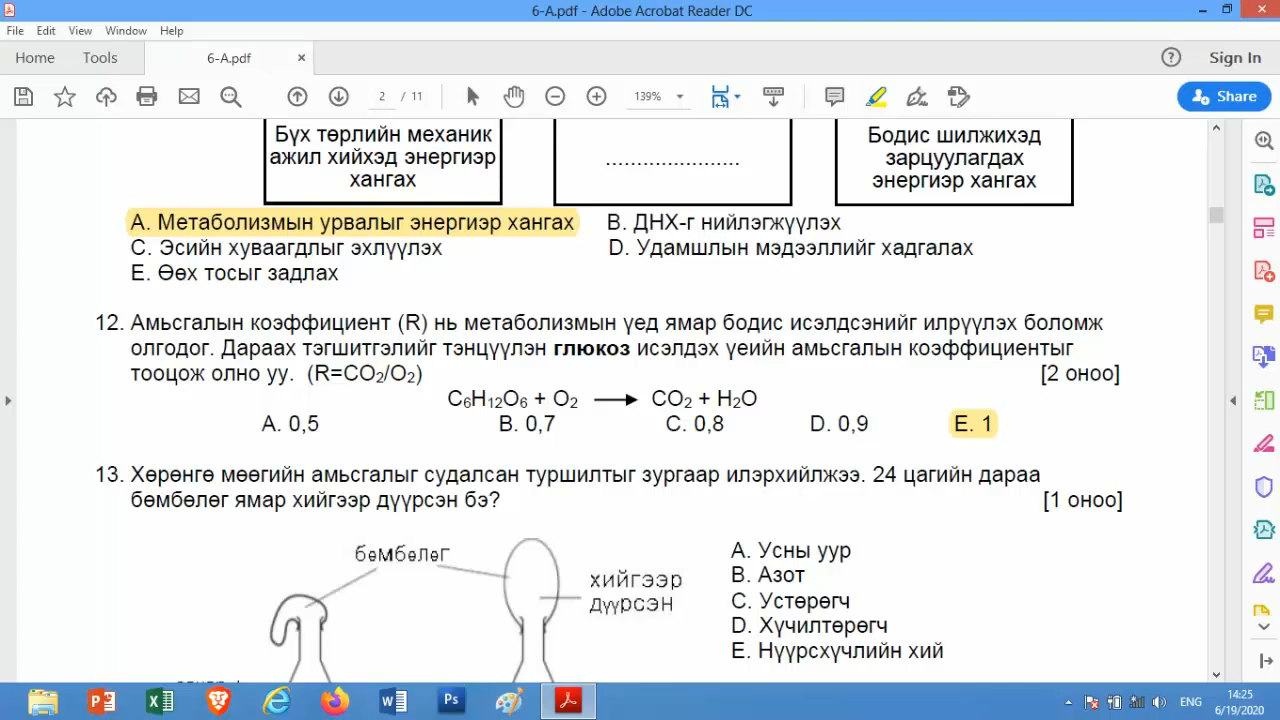 6-A.pdf - Adobe Acrobat Reader DC
File Edit View Window Help
Home Tools 6-A.pdf × ? Sign In
2 / 11 139% Share
Бүх төрлийн механик
ажил хийхэд энергиэр
хангах
......................
Бодис шилжихэд
зарцуулагдах
энергиэр хангах
A. Метаболизмын урвалыг энергиэр хангах B. ДНХ-г нийлэгжүүлэх
C. Эсийн хуваагдлыг эхлүүлэх D. Удамшлын мэдээллийг хадгалах
E. Өөх тосыг задлах
12. Амьсгалын коэффициент (R) нь метаболизмын үед ямар бодис исэлдсэнийг илрүүлэх боломж
олгодог. Дараах тэгшитгэлийг тэнцүүлэн глюкоз исэлдэх үеийн амьсгалын коэффициентыг
тооцож олно уу. (R=CO₂/O₂) [2 оноо]
C₆H₁₂O₆ + O₂ → CO₂ + H₂O
A. 0,5 B. 0,7 C. 0,8 D. 0,9 E. 1
13. Хөрөнгө мөөгийн амьсгалыг судалсан туршилтыг зургаар илэрхийлжээ. 24 цагийн дараа
бөмбөлөг ямар хийгээр дүүрсэн бэ? [1 оноо]
бөмбөлөг
хийгээр
дүүрсэн
A. Усны уур
B. Азот
C. Устөрөгч
D. Хүчилтөрөгч
E. Нүүрсхүчлийн хий
Ps
ENG
14:25
6/19/2020